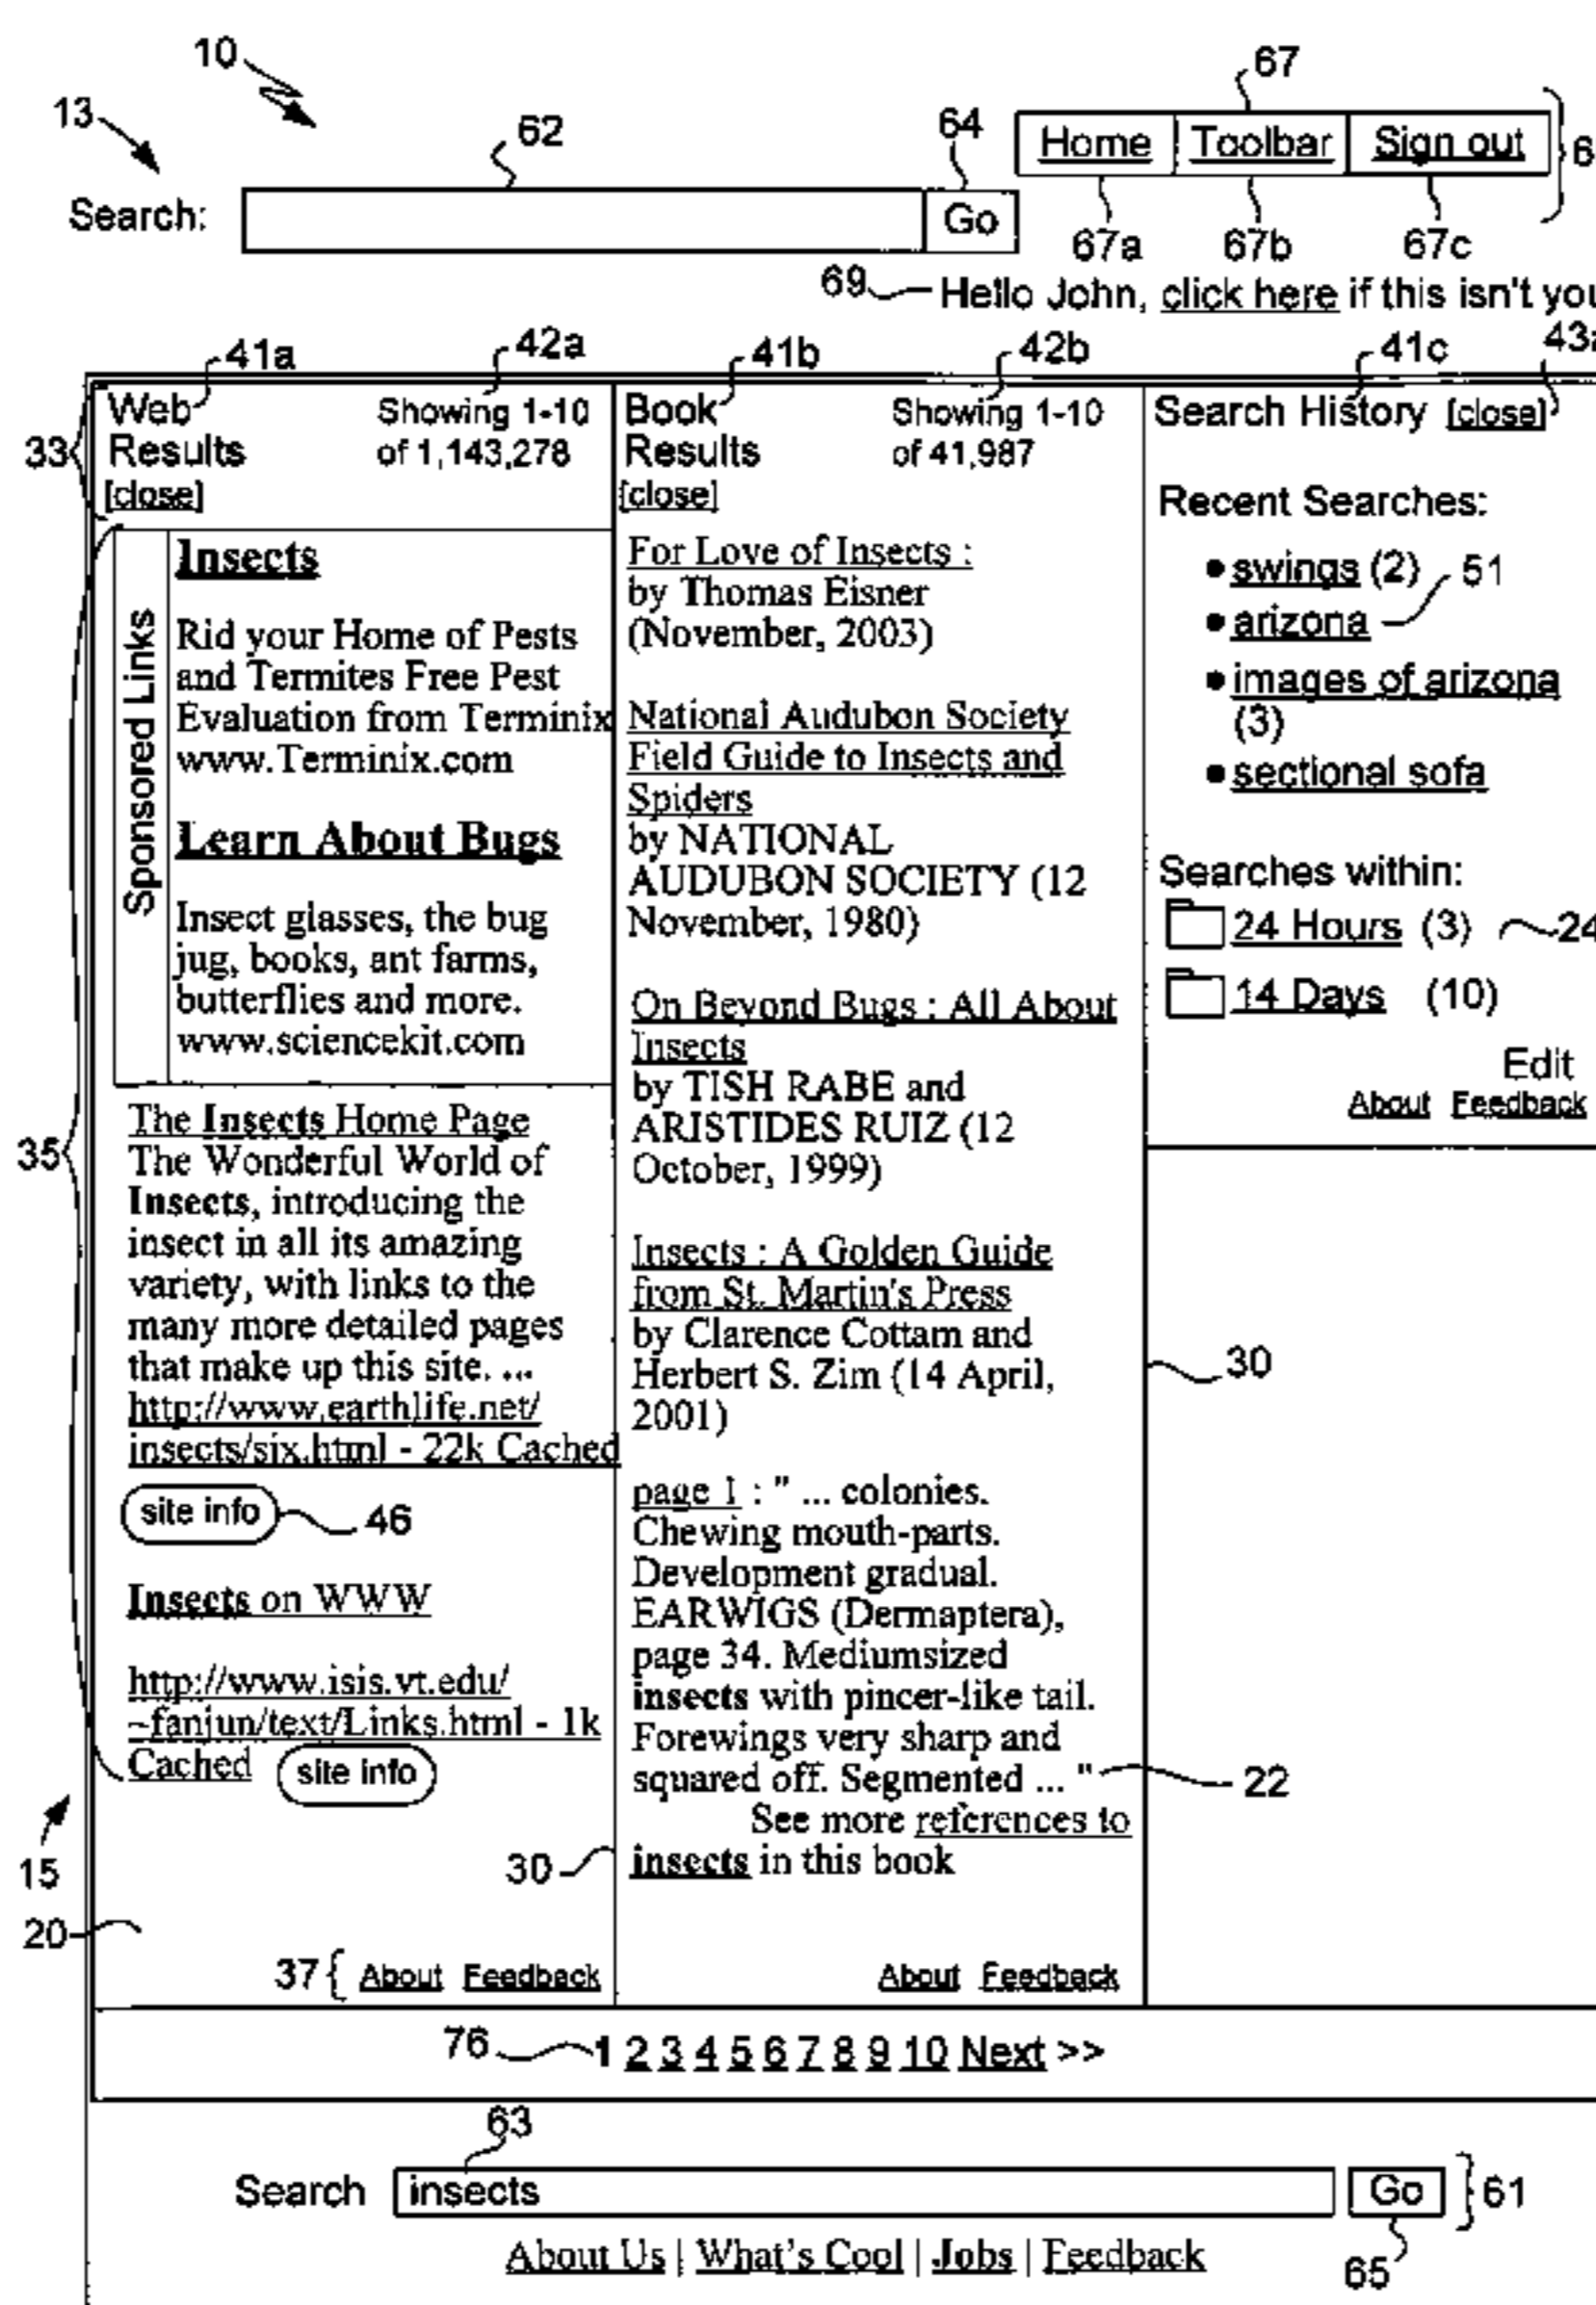 10
67
13
62
64
Home Toolbar Sign out
Search:
Go
67a 67b 67c
69 Hello John, click here if this isn't you
41a 42a 41b 42b 41c
Web Results [close]
Showing 1-10 of 1,143,278
33
Sponsored Links
Insects
Rid your Home of Pests
and Termites Free Pest
Evaluation from Terminix
www.Terminix.com
Learn About Bugs
Insect glasses, the bug
jug, books, ant farms,
butterflies and more.
www.sciencekit.com
35
The Insects Home Page
The Wonderful World of
Insects, introducing the
insect in all its amazing
variety, with links to the
many more detailed pages
that make up this site. ...
http://www.earthlife.net/
insects/six.html - 22k Cached
site info 46
Insects on WWW
http://www.isis.vt.edu/
~fanjun/text/Links.html - 1k
Cached site info
15
20
30
37 About Feedback
Book Results [close]
Showing 1-10 of 41,987
For Love of Insects :
by Thomas Eisner
(November, 2003)
National Audubon Society
Field Guide to Insects and
Spiders
by NATIONAL
AUDUBON SOCIETY (12
November, 1980)
On Beyond Bugs : All About
Insects
by TISH RABE and
ARISTIDES RUIZ (12
October, 1999)
Insects : A Golden Guide
from St. Martin's Press
by Clarence Cottam and
Herbert S. Zim (14 April,
2001)
page 1 : " ... colonies.
Chewing mouth-parts.
Development gradual.
EARWIGS (Dermaptera),
page 34. Mediumsized
insects with pincer-like tail.
Forewings very sharp and
squared off. Segmented ... " 22
See more references to
insects in this book
About Feedback
Search History [close]
Recent Searches:
• swings (2) 51
• arizona
• images of arizona
(3)
• sectional sofa
Searches within:
24 Hours (3) 24
14 Days (10)
Edit
About Feedback
30
76 1 2 3 4 5 6 7 8 9 10 Next >>
63
Search insects Go 61
About Us | What's Cool | Jobs | Feedback
65